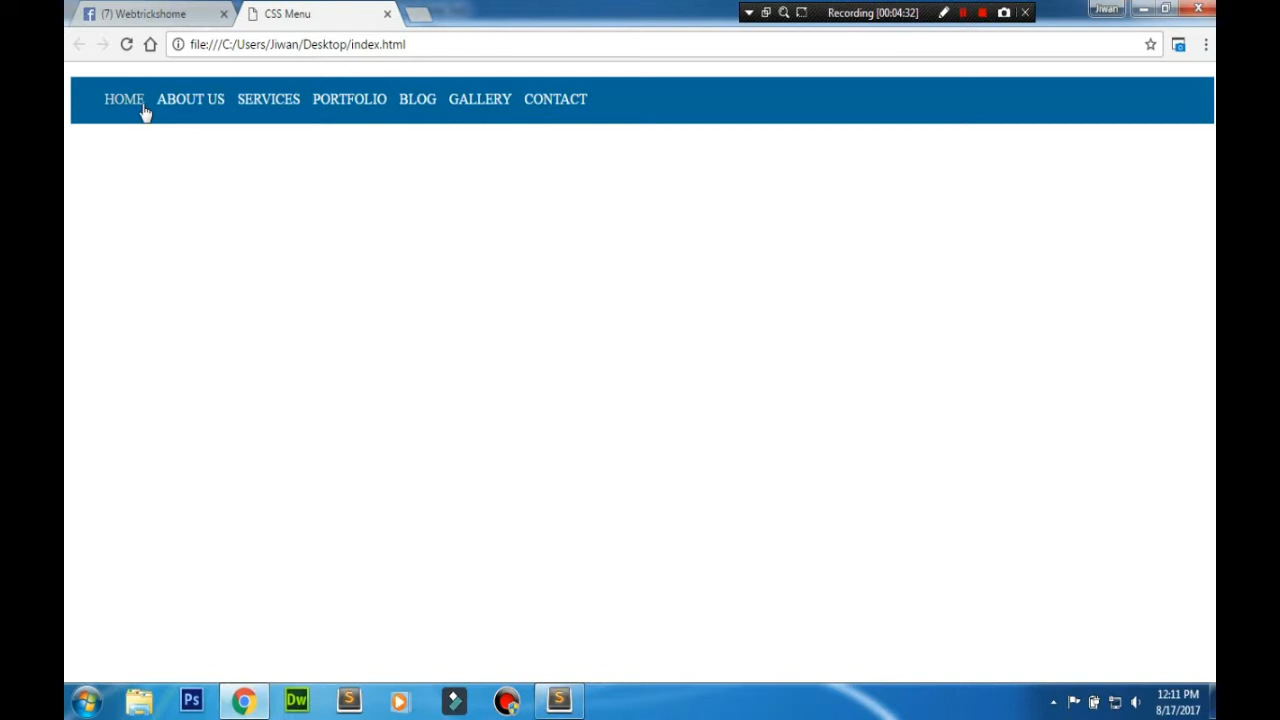 (7) Webtrickshome
CSS Menu
Recording [00:04:32]
Jiwan
file:///C:/Users/Jiwan/Desktop/index.html
HOME ABOUT US SERVICES PORTFOLIO BLOG GALLERY CONTACT
Ps
Dw
S
S
12:11 PM
8/17/2017